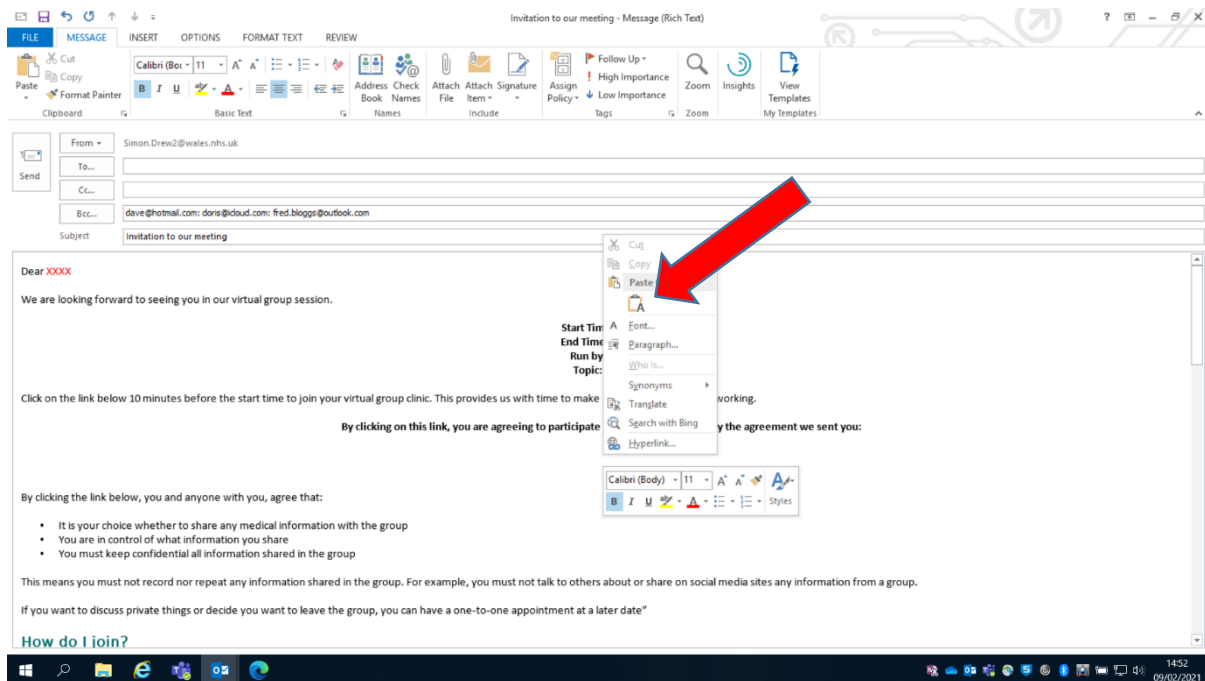 Invitation to our meeting - Message (Rich Text)
FILE MESSAGE INSERT OPTIONS FORMAT TEXT REVIEW
Paste
Cut
Copy
Format Painter
Clipboard
Calibri (Boc 11
B I U
Basic Text
Address Book
Check Names
Names
Attach File
Attach Item
Signature
Include
Assign Policy
Follow Up
High Importance
Low Importance
Tags
Zoom
Zoom
Insights
View Templates
My Templates
Send
From Simon.Drew2@wales.nhs.uk
To...
Cc...
Bcc... dave@hotmail.com: doris@icloud.com: fred.bloggs@outlook.com
Subject Invitation to our meeting
Dear XXXX
We are looking forward to seeing you in our virtual group session.
Start Tim
End Time
Run by
Topic:
Click on the link below 10 minutes before the start time to join your virtual group clinic. This provides us with time to make working.
By clicking on this link, you are agreeing to participate y the agreement we sent you:
By clicking the link below, you and anyone with you, agree that:
• It is your choice whether to share any medical information with the group
• You are in control of what information you share
• You must keep confidential all information shared in the group
This means you must not record nor repeat any information shared in the group. For example, you must not talk to others about or share on social media sites any information from a group.
If you want to discuss private things or decide you want to leave the group, you can have a one-to-one appointment at a later date”
How do I join?
Cut
Copy
Paste
Font...
Paragraph...
Who Is...
Synonyms
Translate
Search with Bing
Hyperlink...
Calibri (Body) 11
B I U
Styles
14:52
09/02/2021